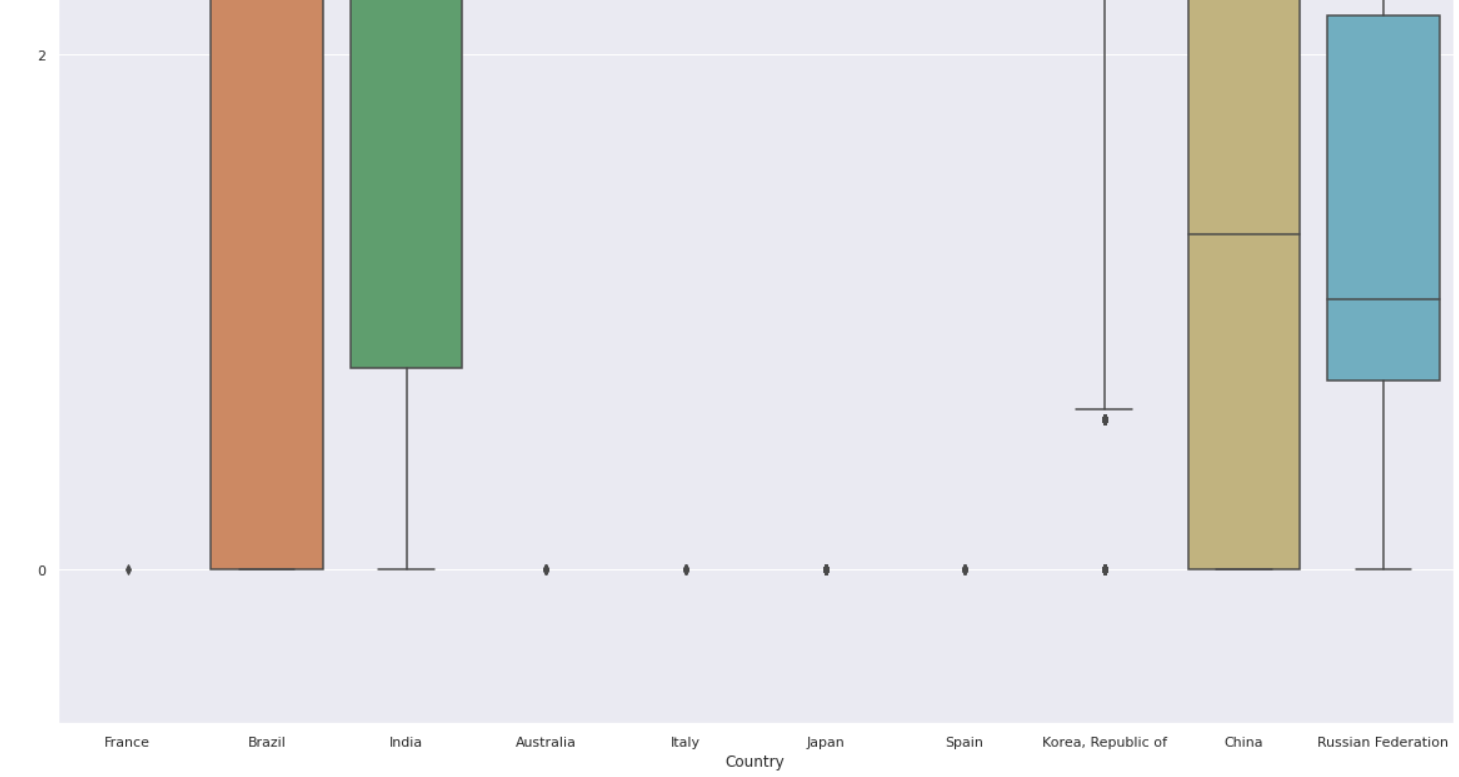 2
0
France Brazil India Australia Italy Japan Spain Korea, Republic of China Russian Federation
Country